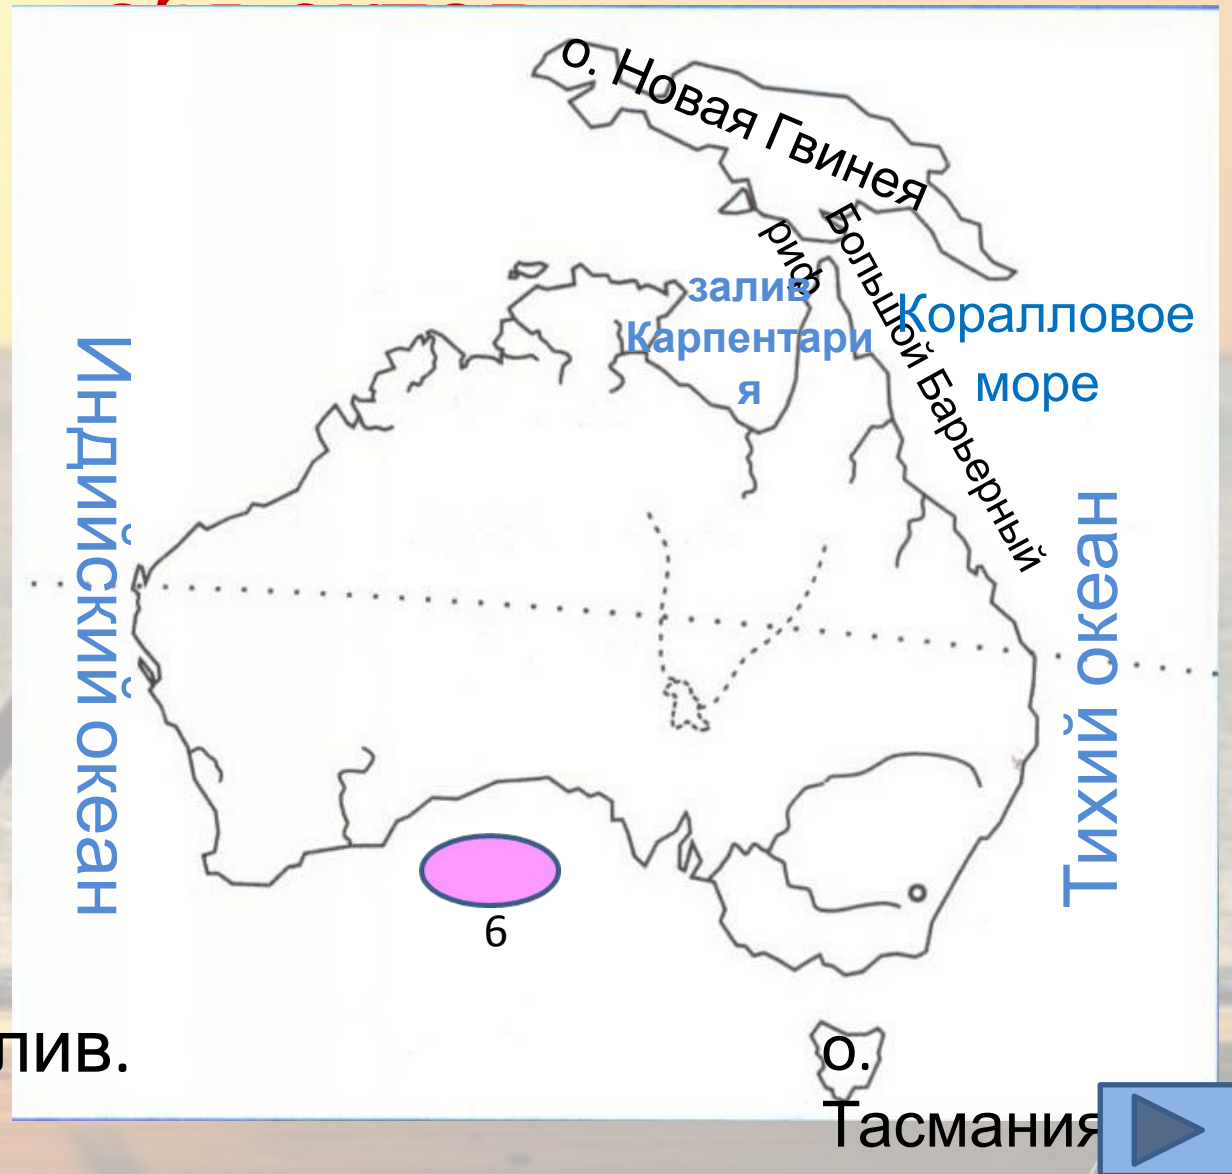 о. Новая Гвинея
Большой Барьерный
риф
залив
Карпентари
я
Коралловое
море
Индийский океан
Тихий океан
6
лив.
о.
Тасмания